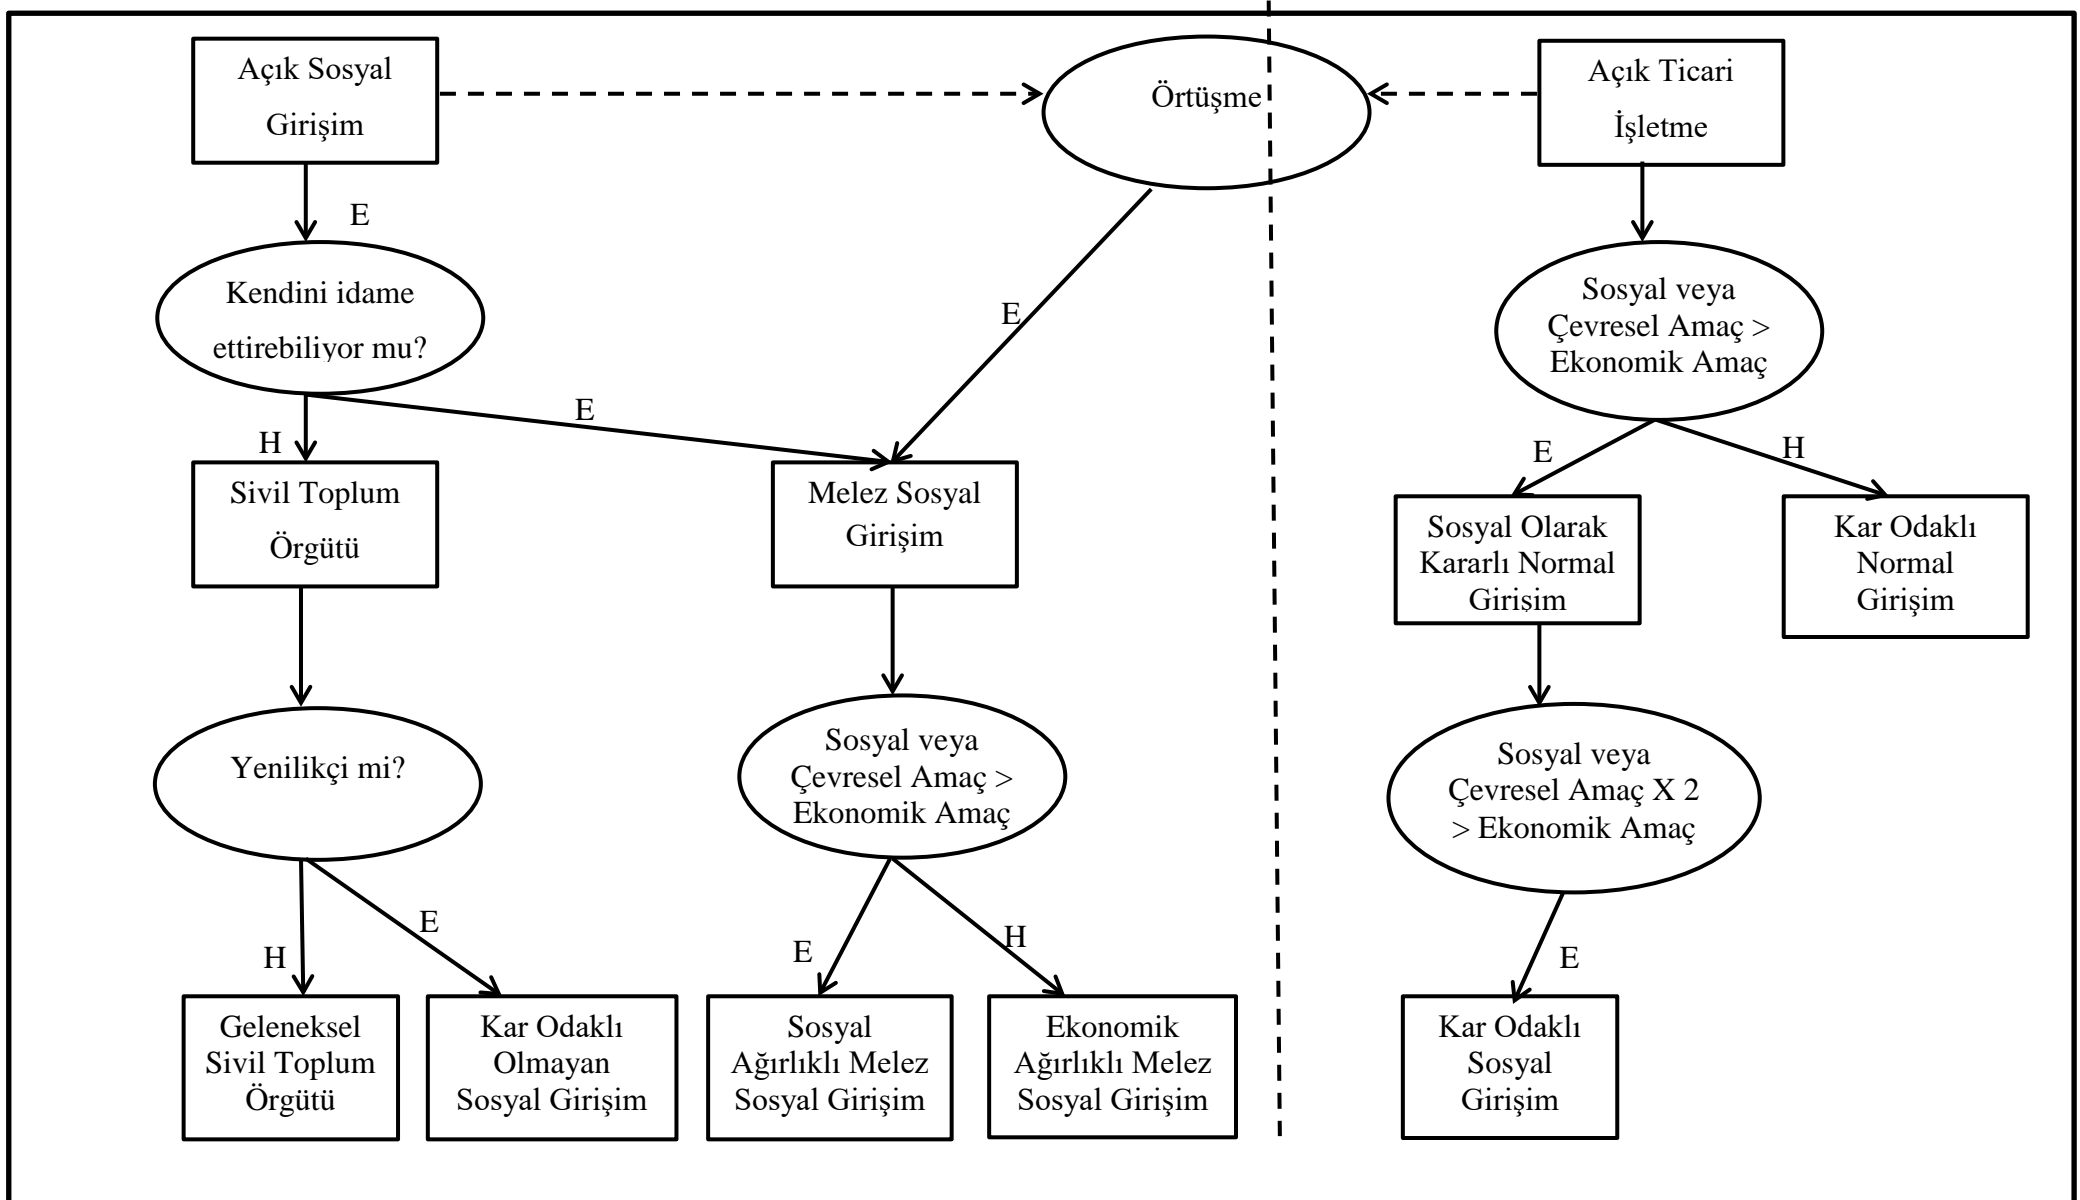 Açık Sosyal
Girişim
Örtüşme
Açık Ticari
İşletme
E
Kendini idame
ettirebiliyor mu?
E
Sosyal veya
Çevresel Amaç >
Ekonomik Amaç
E
H
E
H
Sivil Toplum
Örgütü
Melez Sosyal
Girişim
Sosyal Olarak
Kararlı Normal
Girişim
Kar Odaklı
Normal
Girişim
Yenilikçi mi?
Sosyal veya
Çevresel Amaç >
Ekonomik Amaç
Sosyal veya
Çevresel Amaç X 2
> Ekonomik Amaç
H
E
E
H
E
Geleneksel
Sivil Toplum
Örgütü
Kar Odaklı
Olmayan
Sosyal Girişim
Sosyal
Ağırlıklı Melez
Sosyal Girişim
Ekonomik
Ağırlıklı Melez
Sosyal Girişim
Kar Odaklı
Sosyal
Girişim